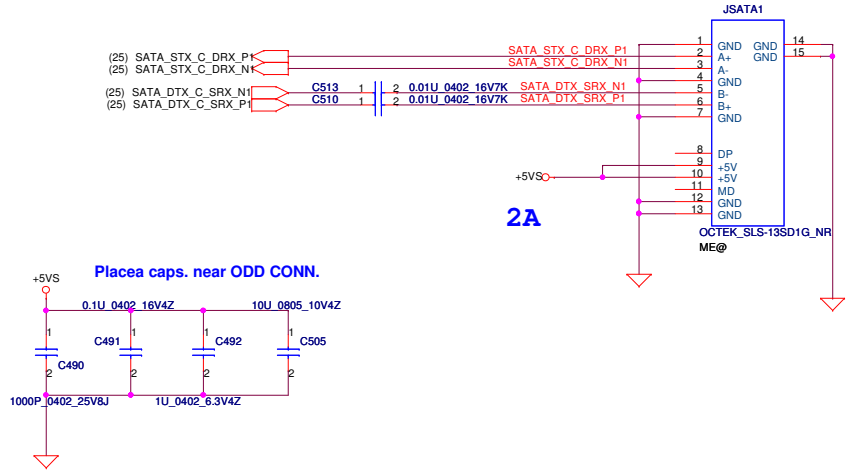 JSATA1
1 GND GND 14
(25) SATA_STX_C_DRX_P1 SATA_STX_C_DRX_P1 2 A+ GND 15
(25) SATA_STX_C_DRX_N1 SATA_STX_C_DRX_N1 3 A-
4 GND
(25) SATA_DTX_C_SRX_N1 C513 1 2 0.01U_0402_16V7K SATA_DTX_SRX_N1 5 B-
(25) SATA_DTX_C_SRX_P1 C510 1 2 0.01U_0402_16V7K SATA_DTX_SRX_P1 6 B+
7 GND
8 DP
9 +5V
+5VS 10 +5V
11 MD
12 GND
2A 13 GND
OCTEK_SLS-13SD1G_NR
ME@
Placea caps. near ODD CONN.
+5VS
0.1U_0402_16V4Z 10U_0805_10V4Z
1 1 1 1
C490 C491 C492 C505
2 2 2 2
1000P_0402_25V8J 1U_0402_6.3V4Z